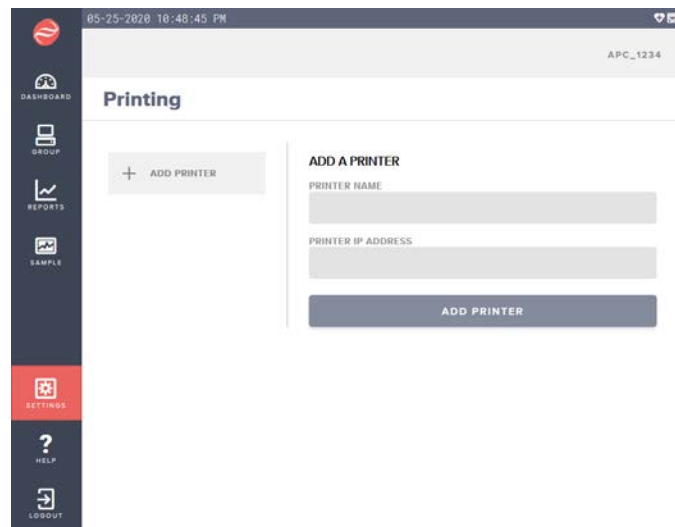 05-25-2020 10:48:45 PM
APC_1234
DASHBOARD
GROUP
REPORTS
SAMPLE
SETTINGS
HELP
LOGOUT
Printing
ADD PRINTER
ADD A PRINTER
PRINTER NAME
PRINTER IP ADDRESS
ADD PRINTER